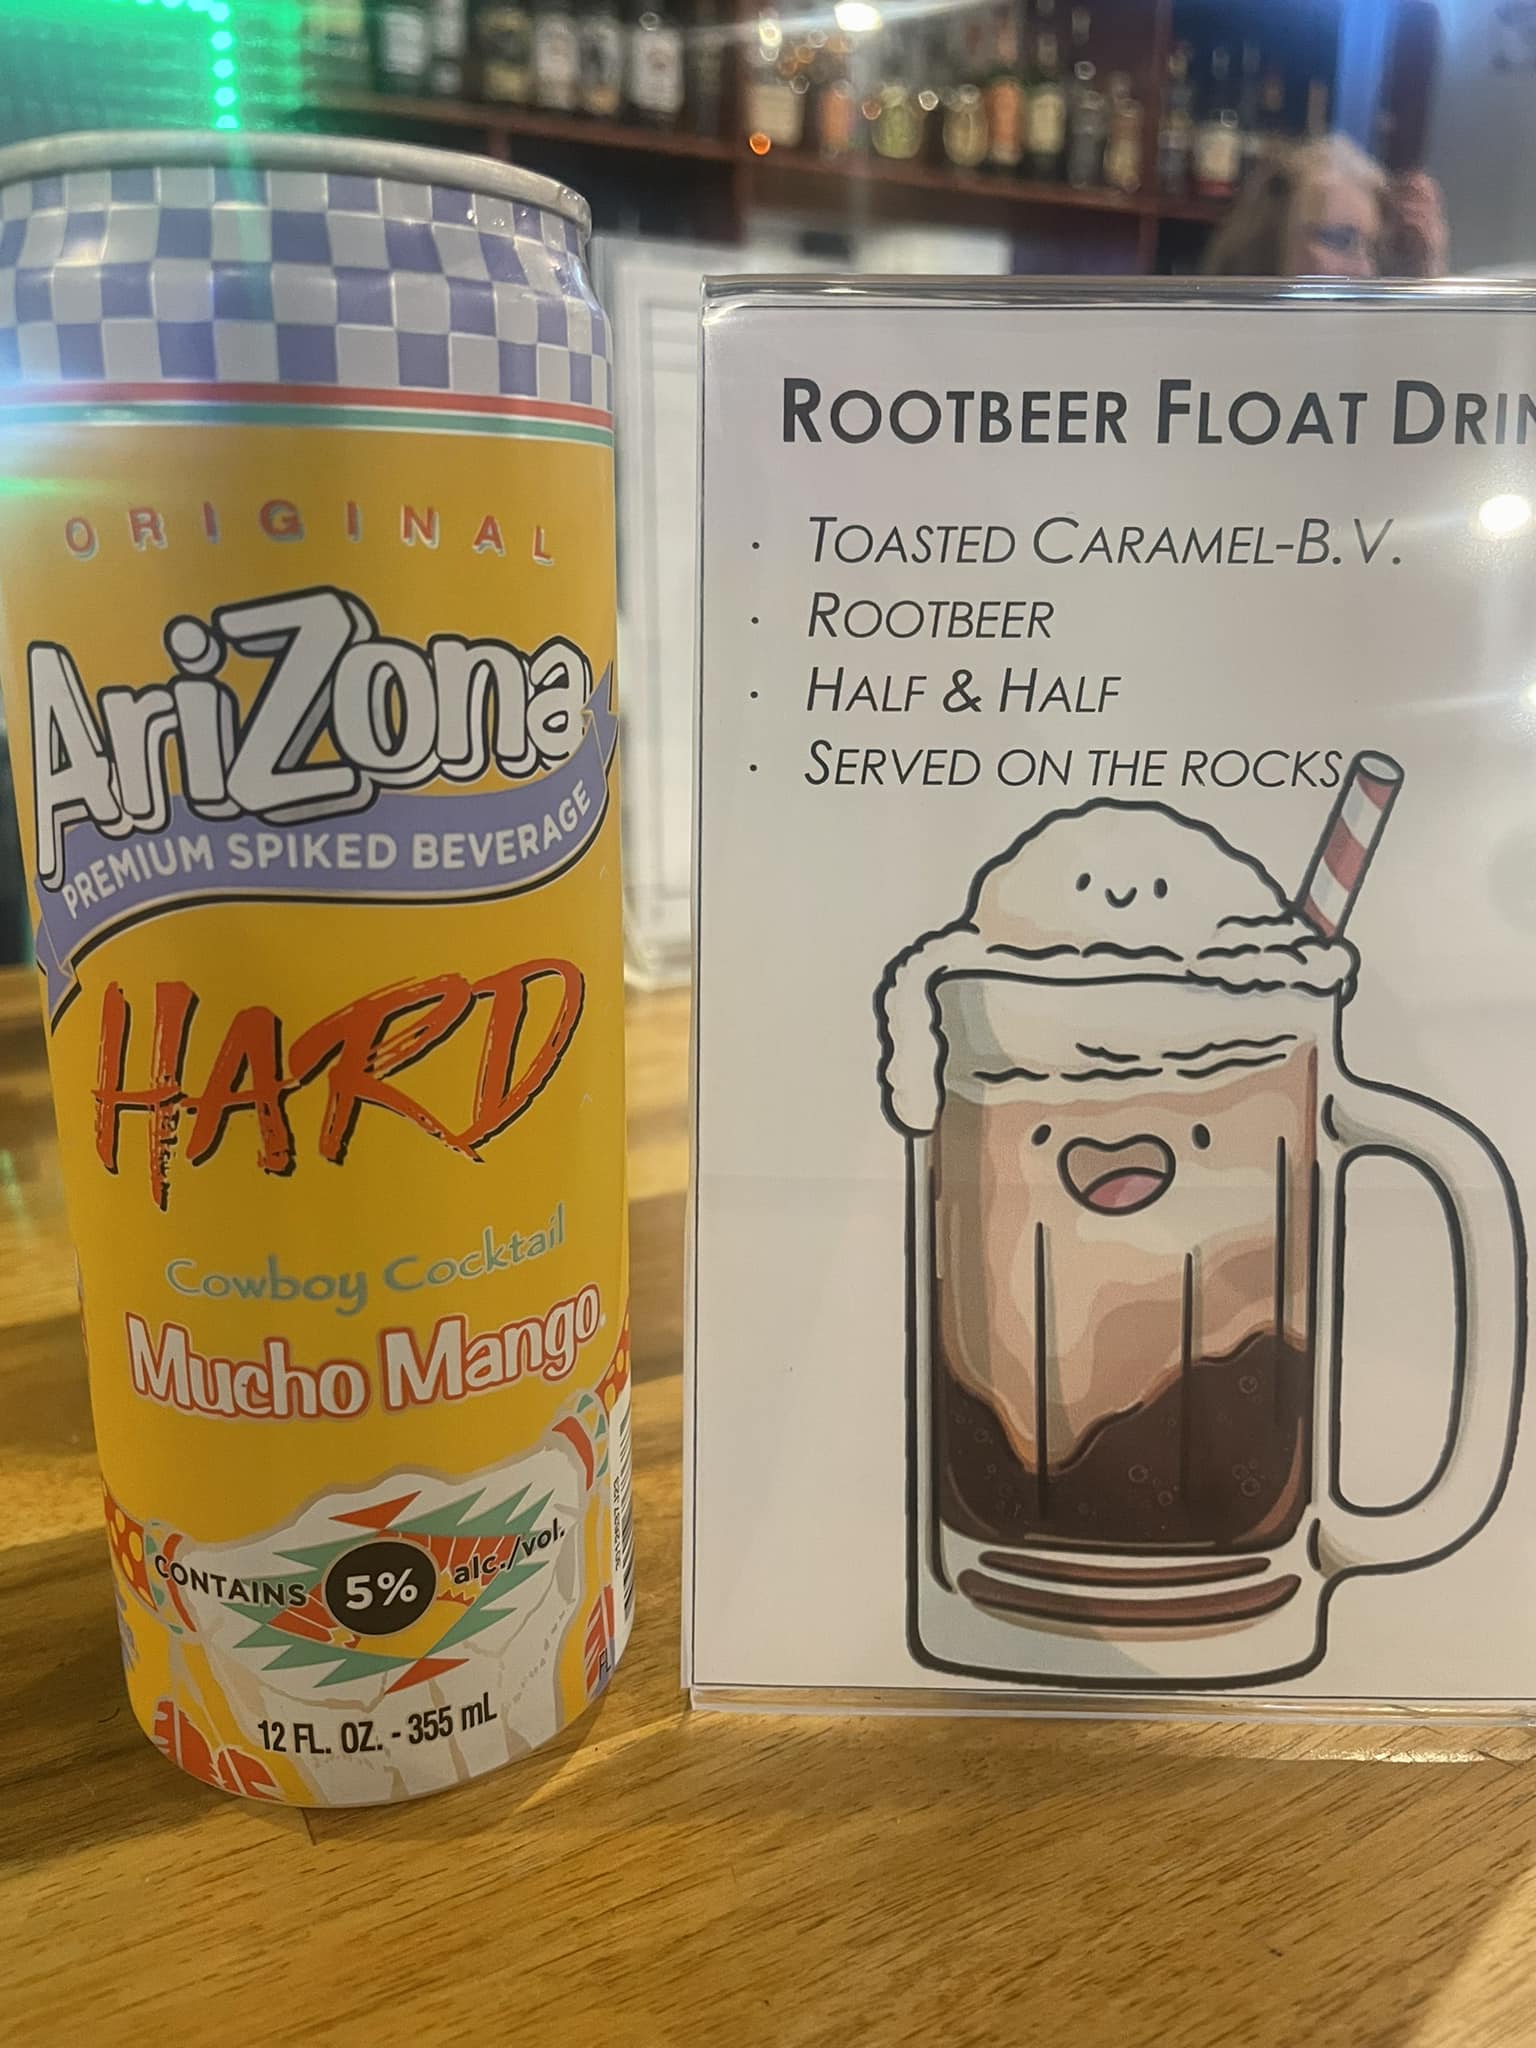 ORIGINAL
AriZona
PREMIUM SPIKED BEVERAGE
HARD
Cowboy Cocktail
Mucho Mango
CONTAINS 5% alc./vol.
12 FL. OZ. - 355 mL
ROOTBEER FLOAT DRIN
· TOASTED CARAMEL-B.V.
· ROOTBEER
· HALF & HALF
· SERVED ON THE ROCKS